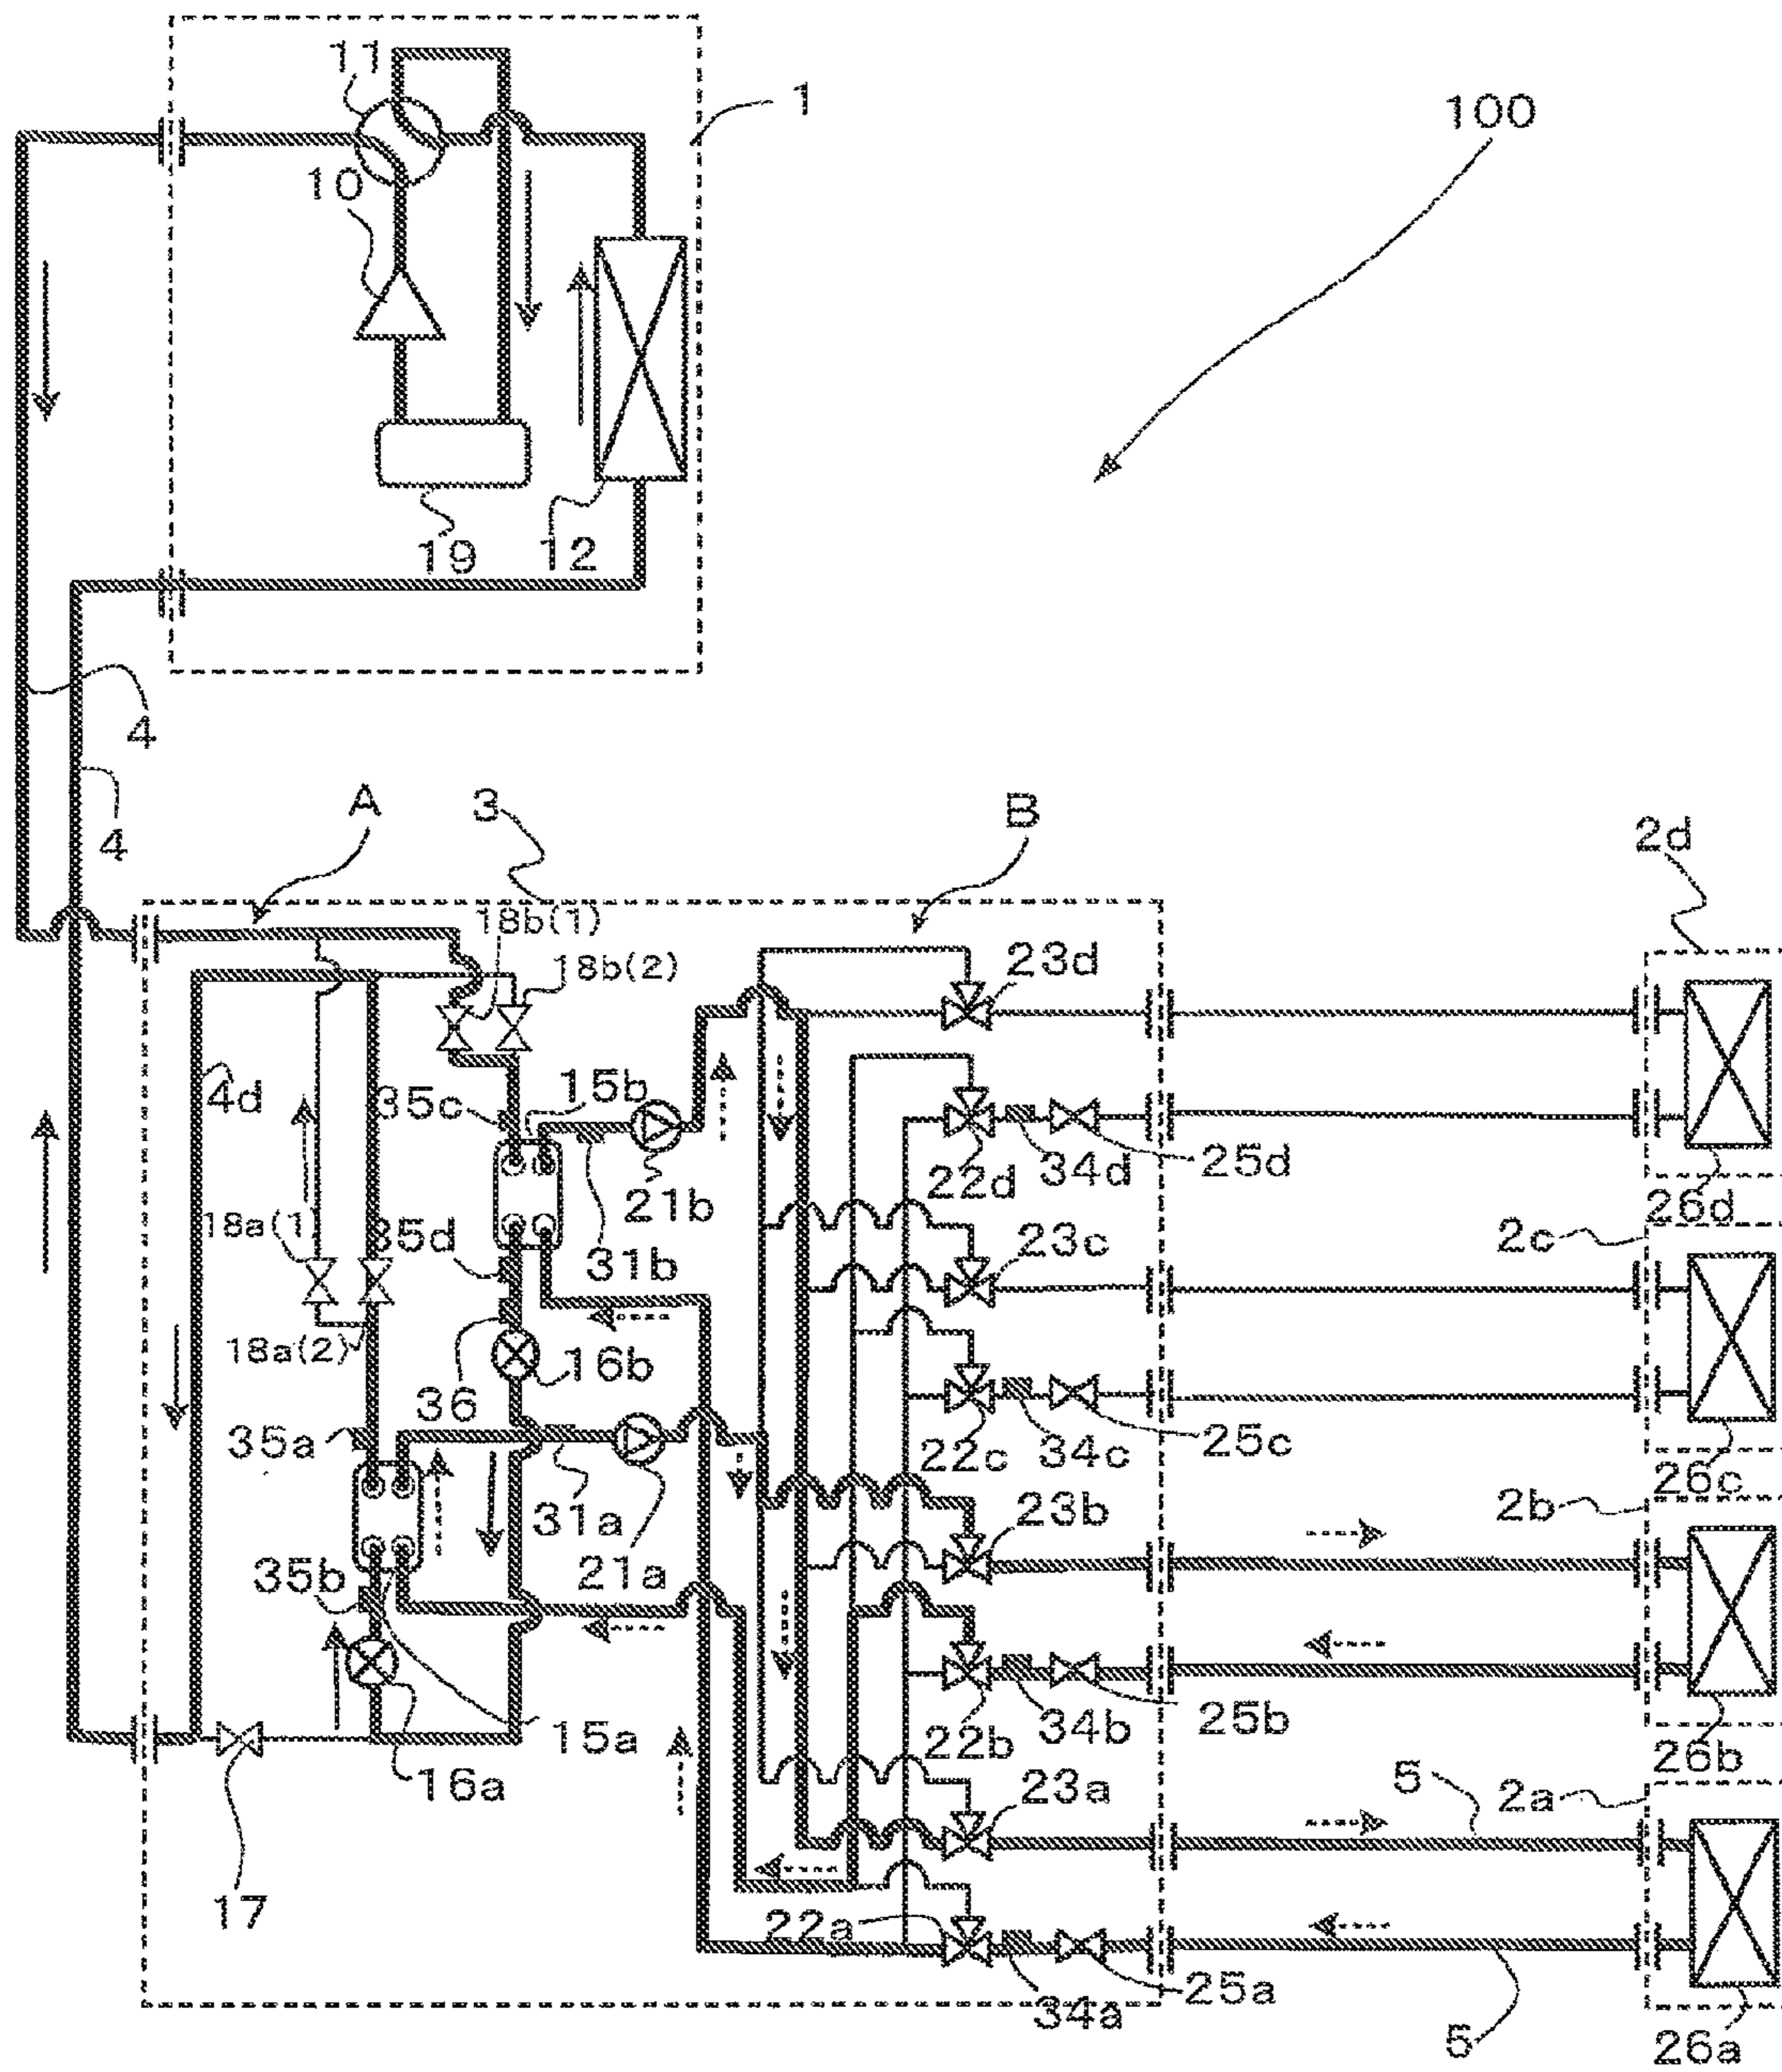 11
1
100
10
19
12
4
4
A
3
B
2d
18b(1)
18b(2)
23d
4d
35c
15b
22d
34d
25d
26d
21b
18a(1)
35d
31b
23c
2c
18a(2)
16b
36
35a
22c
34c
25c
26c
31a
23b
2b
35b
21a
15a
22b
34b
25b
26b
16a
23a
5
2a
17
22a
34a
25a
5
26a